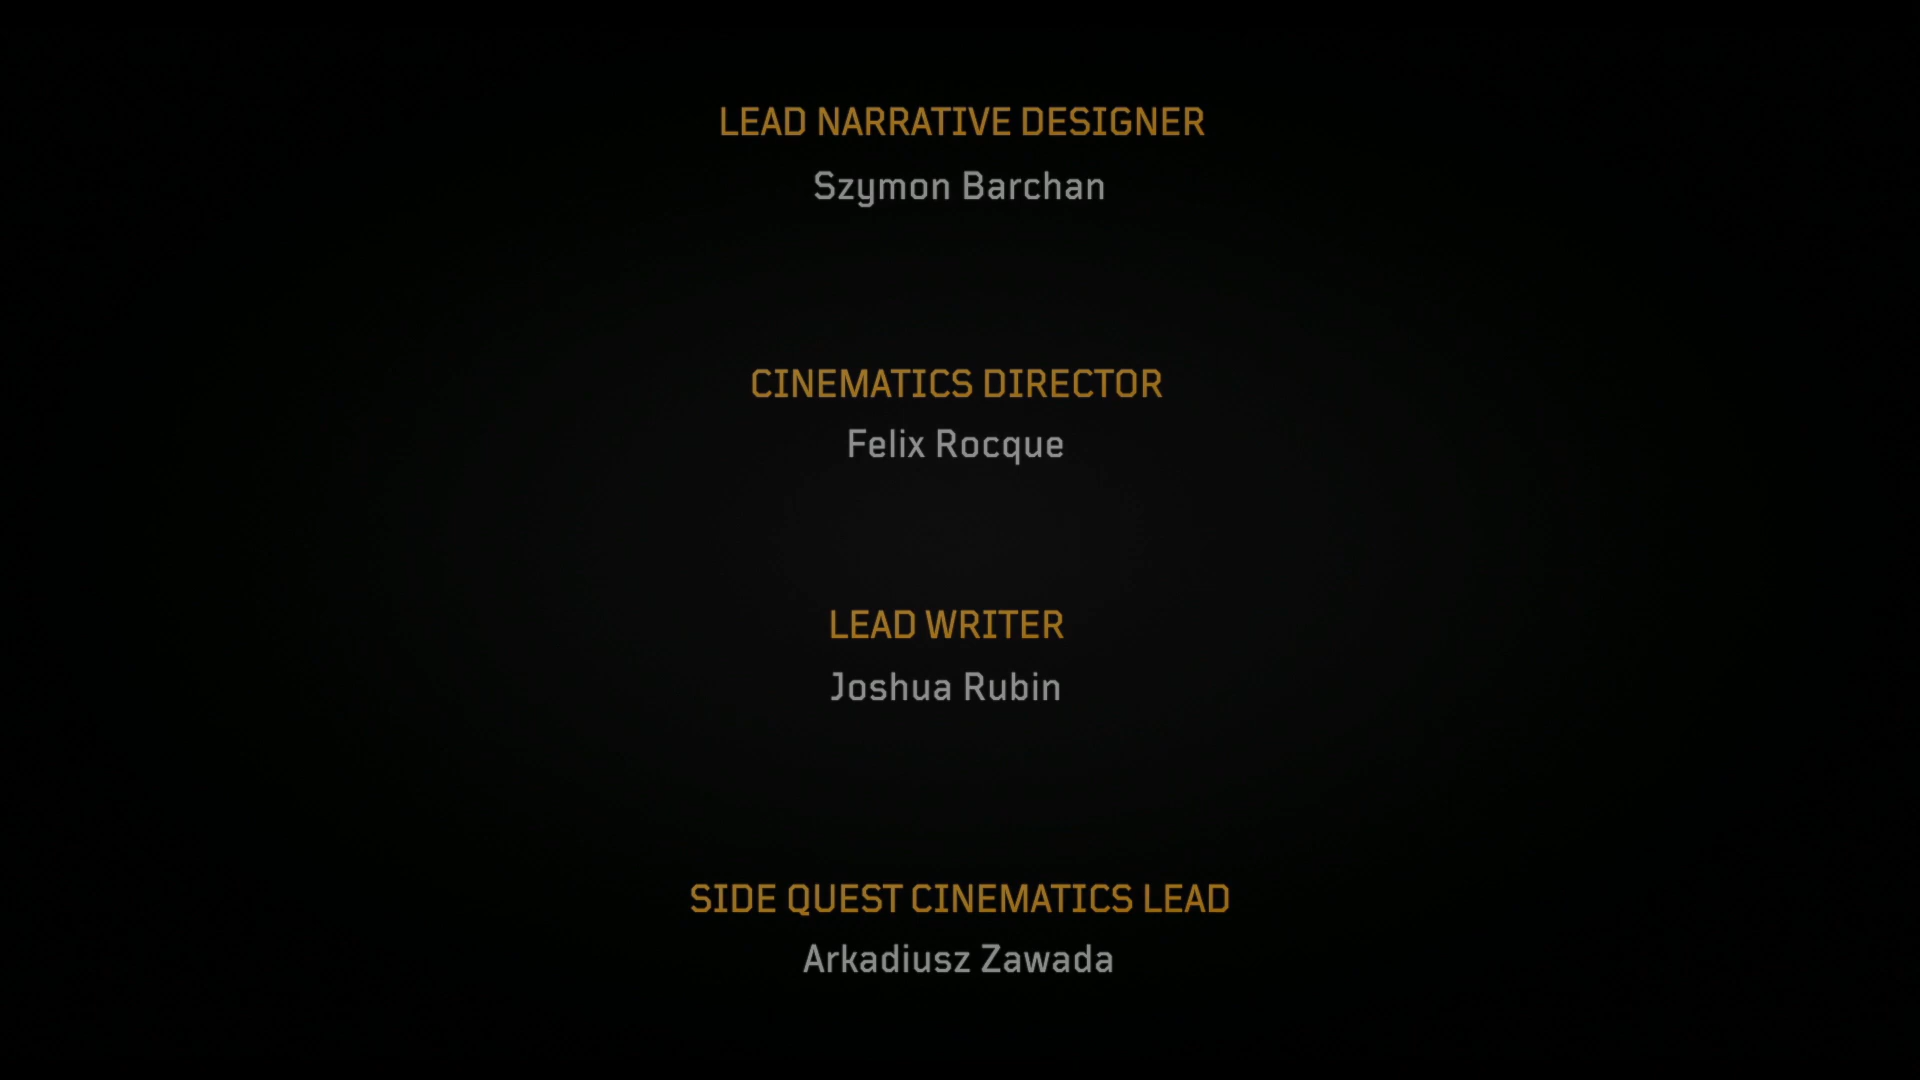 LEAD NARRATIVE DESIGNER
Szymon Barchan
CINEMATICS DIRECTOR
Felix Rocque
LEAD WRITER
Joshua Rubin
SIDE QUEST CINEMATICS LEAD
Arkadiusz Zawada